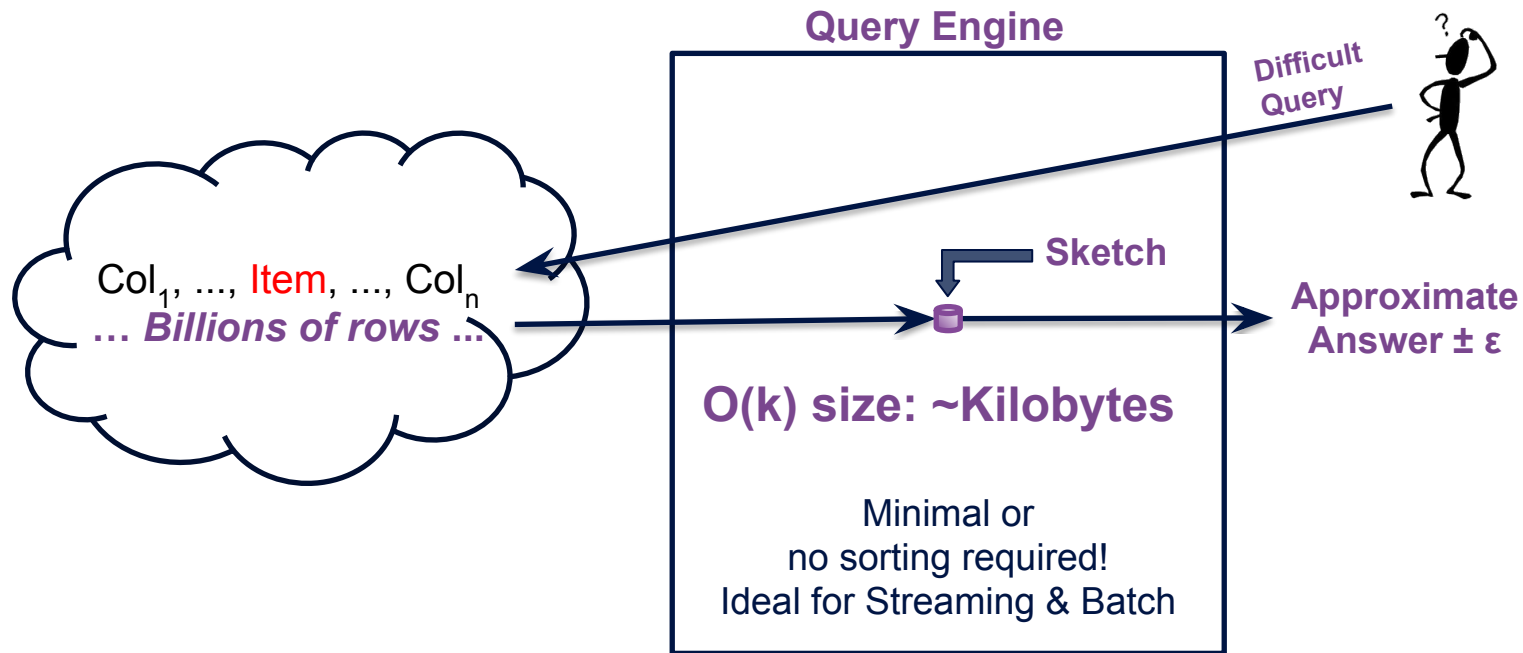 Query Engine
?
Difficult
Query
Col₁, ..., Item, ..., Colₙ
... Billions of rows ...
Sketch
Approximate
Answer ± ε
O(k) size: ~Kilobytes
Minimal or
no sorting required!
Ideal for Streaming & Batch